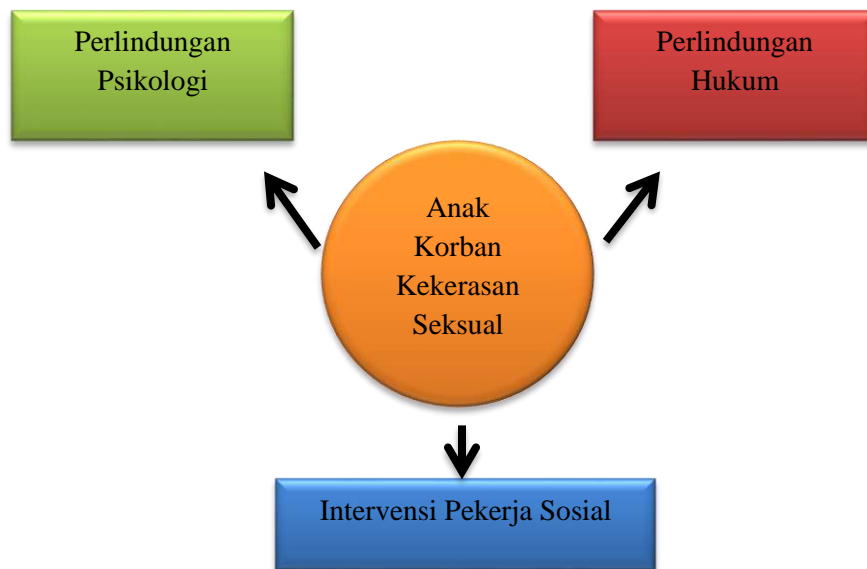 Perlindungan
Psikologi
Perlindungan
Hukum
Anak
Korban
Kekerasan
Seksual
Intervensi Pekerja Sosial